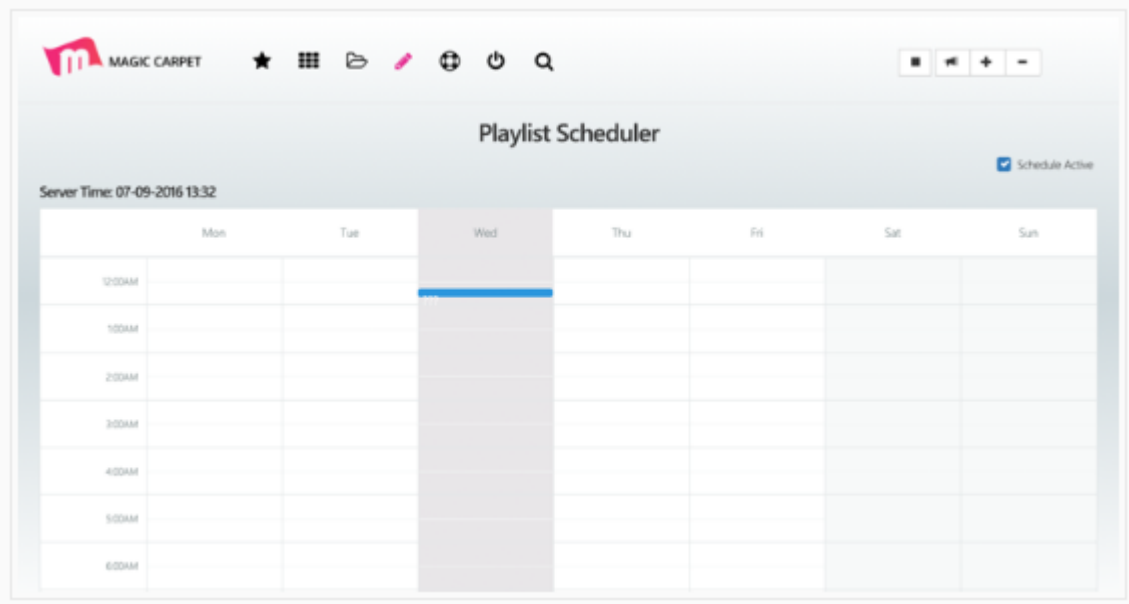 MAGIC CARPET
Playlist Scheduler
Schedule Active
Server Time: 07-09-2016 13:32
Mon Tue Wed Thu Fri Sat Sun
12:00AM
1:00AM
2:00AM
3:00AM
4:00AM
5:00AM
6:00AM